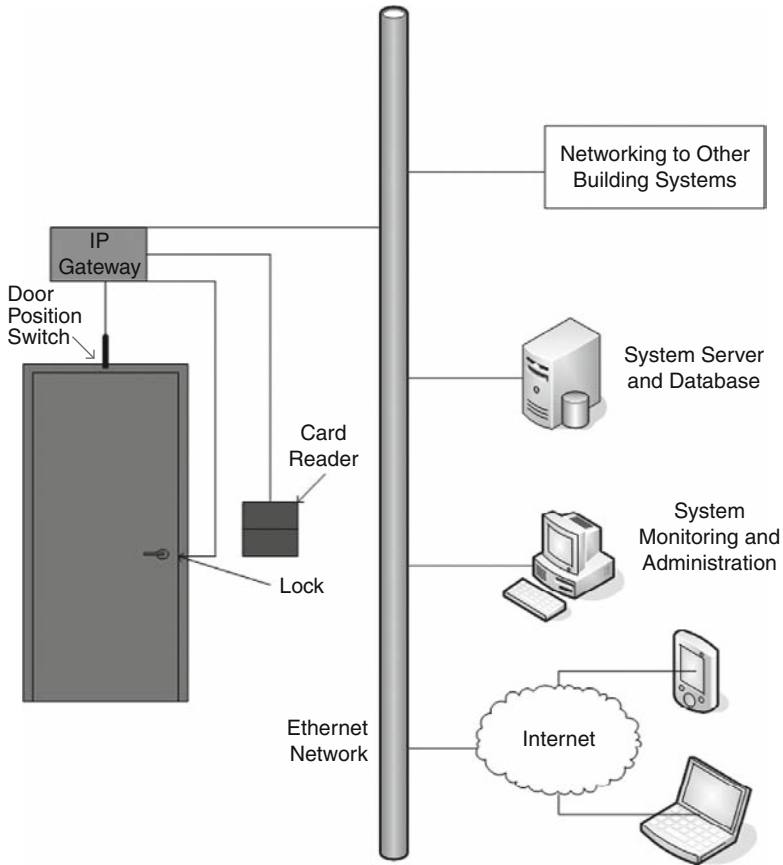 Networking to Other
Building Systems
IP
Gateway
Door
Position
Switch
System Server
and Database
Card
Reader
System
Monitoring and
Administration
Lock
Ethernet
Network
Internet